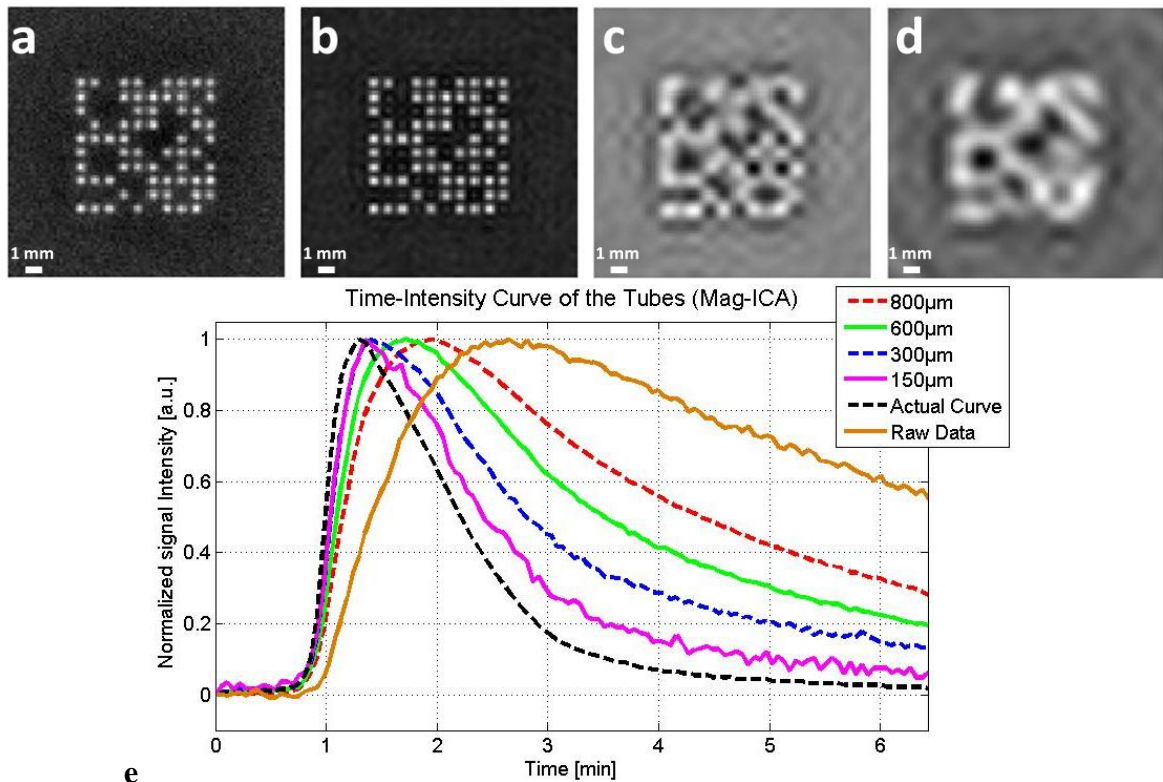 a
b
c
d
1 mm
1 mm
1 mm
1 mm
Time-Intensity Curve of the Tubes (Mag-ICA)
800µm
600µm
300µm
150µm
Actual Curve
Raw Data
Normalized signal Intensity [a.u.]
1
0.8
0.6
0.4
0.2
0
0
1
2
3
4
5
6
Time [min]
e